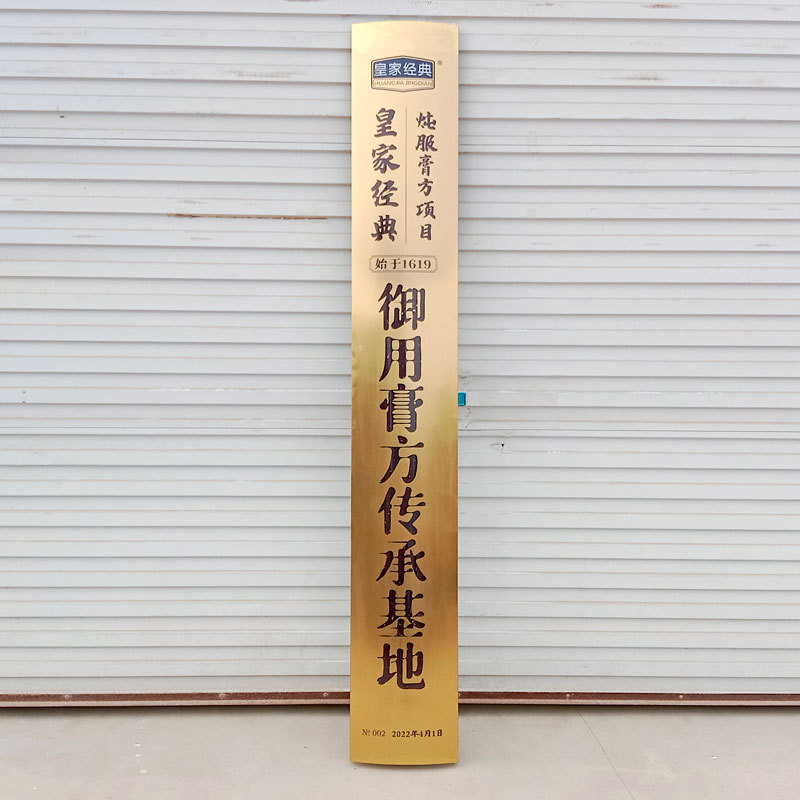 皇家经典®
HUANGJIA JINGDIAN
炖服膏方项目
皇家经典
始于1619
御用膏方传承基地
№ 002 2022年4月1日